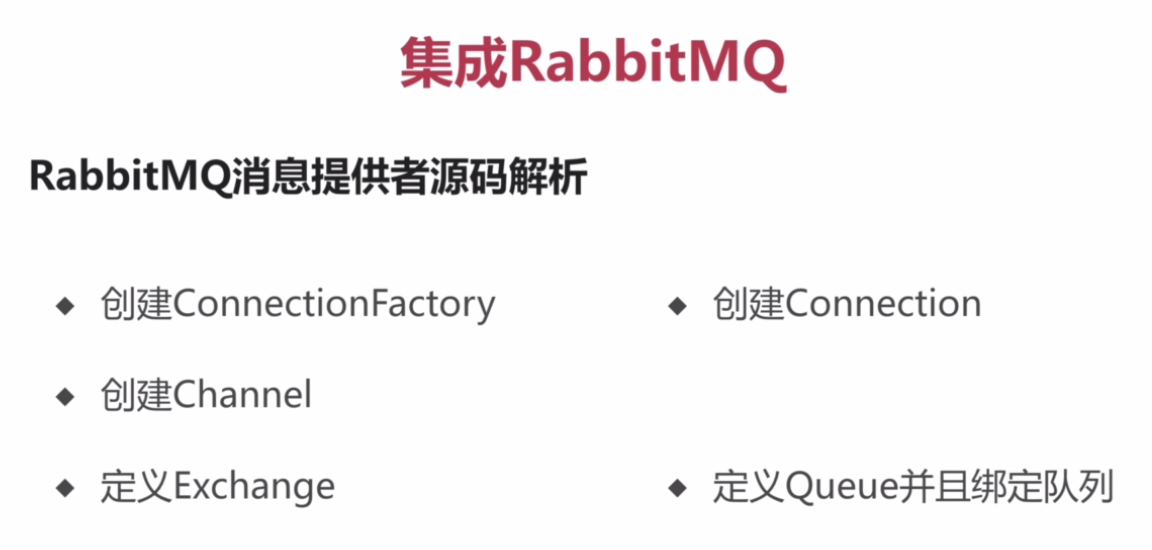 集成RabbitMQ
RabbitMQ消息提供者源码解析
◆ 创建ConnectionFactory
◆ 创建Connection
◆ 创建Channel
◆ 定义Exchange
◆ 定义Queue并且绑定队列